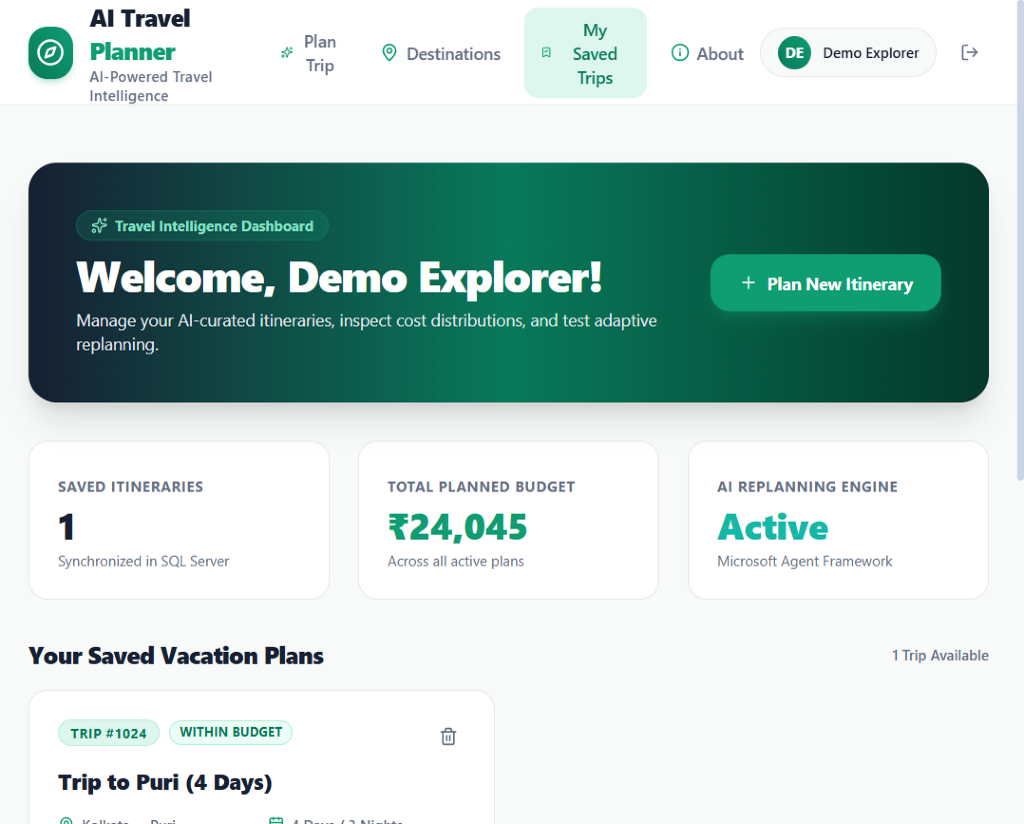 AI Travel
Planner
AI-Powered Travel
Intelligence
Plan
Trip
Destinations
My
Saved
Trips
About
DE
Demo Explorer
Travel Intelligence Dashboard
Welcome, Demo Explorer!
Manage your AI-curated itineraries, inspect cost distributions, and test adaptive
replanning.
+ Plan New Itinerary
SAVED ITINERARIES
1
Synchronized in SQL Server
TOTAL PLANNED BUDGET
₹24,045
Across all active plans
AI REPLANNING ENGINE
Active
Microsoft Agent Framework
Your Saved Vacation Plans
1 Trip Available
TRIP #1024
WITHIN BUDGET
Trip to Puri (4 Days)